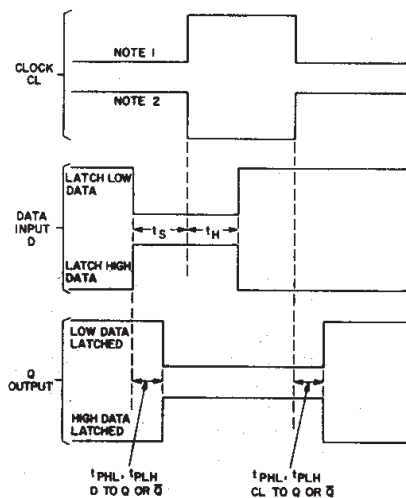 NOTE 1
CLOCK
CL
NOTE 2
LATCH LOW
DATA
DATA
INPUT
D
tS
tH
LATCH HIGH
DATA
LOW DATA
LATCHED
Q
OUTPUT
HIGH DATA
LATCHED
tPHL, tPLH
D TO Q OR Q̅
tPHL, tPLH
CL TO Q OR Q̅